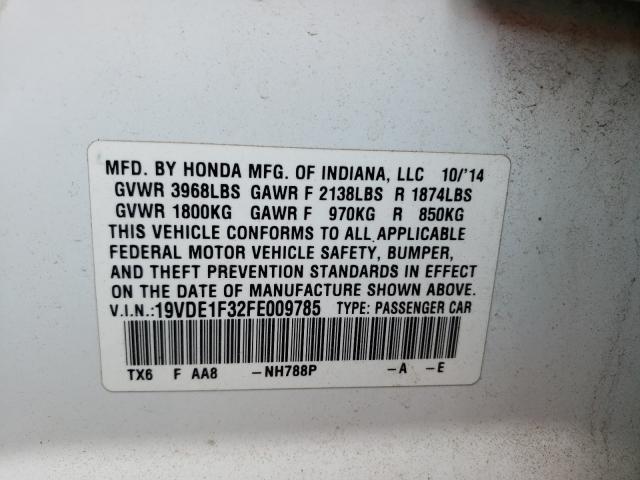 MFD. BY HONDA MFG. OF INDIANA, LLC 10/'14
GVWR 3968LBS GAWR F 2138LBS R 1874LBS
GVWR 1800KG GAWR F 970KG R 850KG
THIS VEHICLE CONFORMS TO ALL APPLICABLE
FEDERAL MOTOR VEHICLE SAFETY, BUMPER,
AND THEFT PREVENTION STANDARDS IN EFFECT
ON THE DATE OF MANUFACTURE SHOWN ABOVE.
V.I.N.:19VDE1F32FE009785 TYPE: PASSENGER CAR
TX6 F AA8 -NH788P -A -E